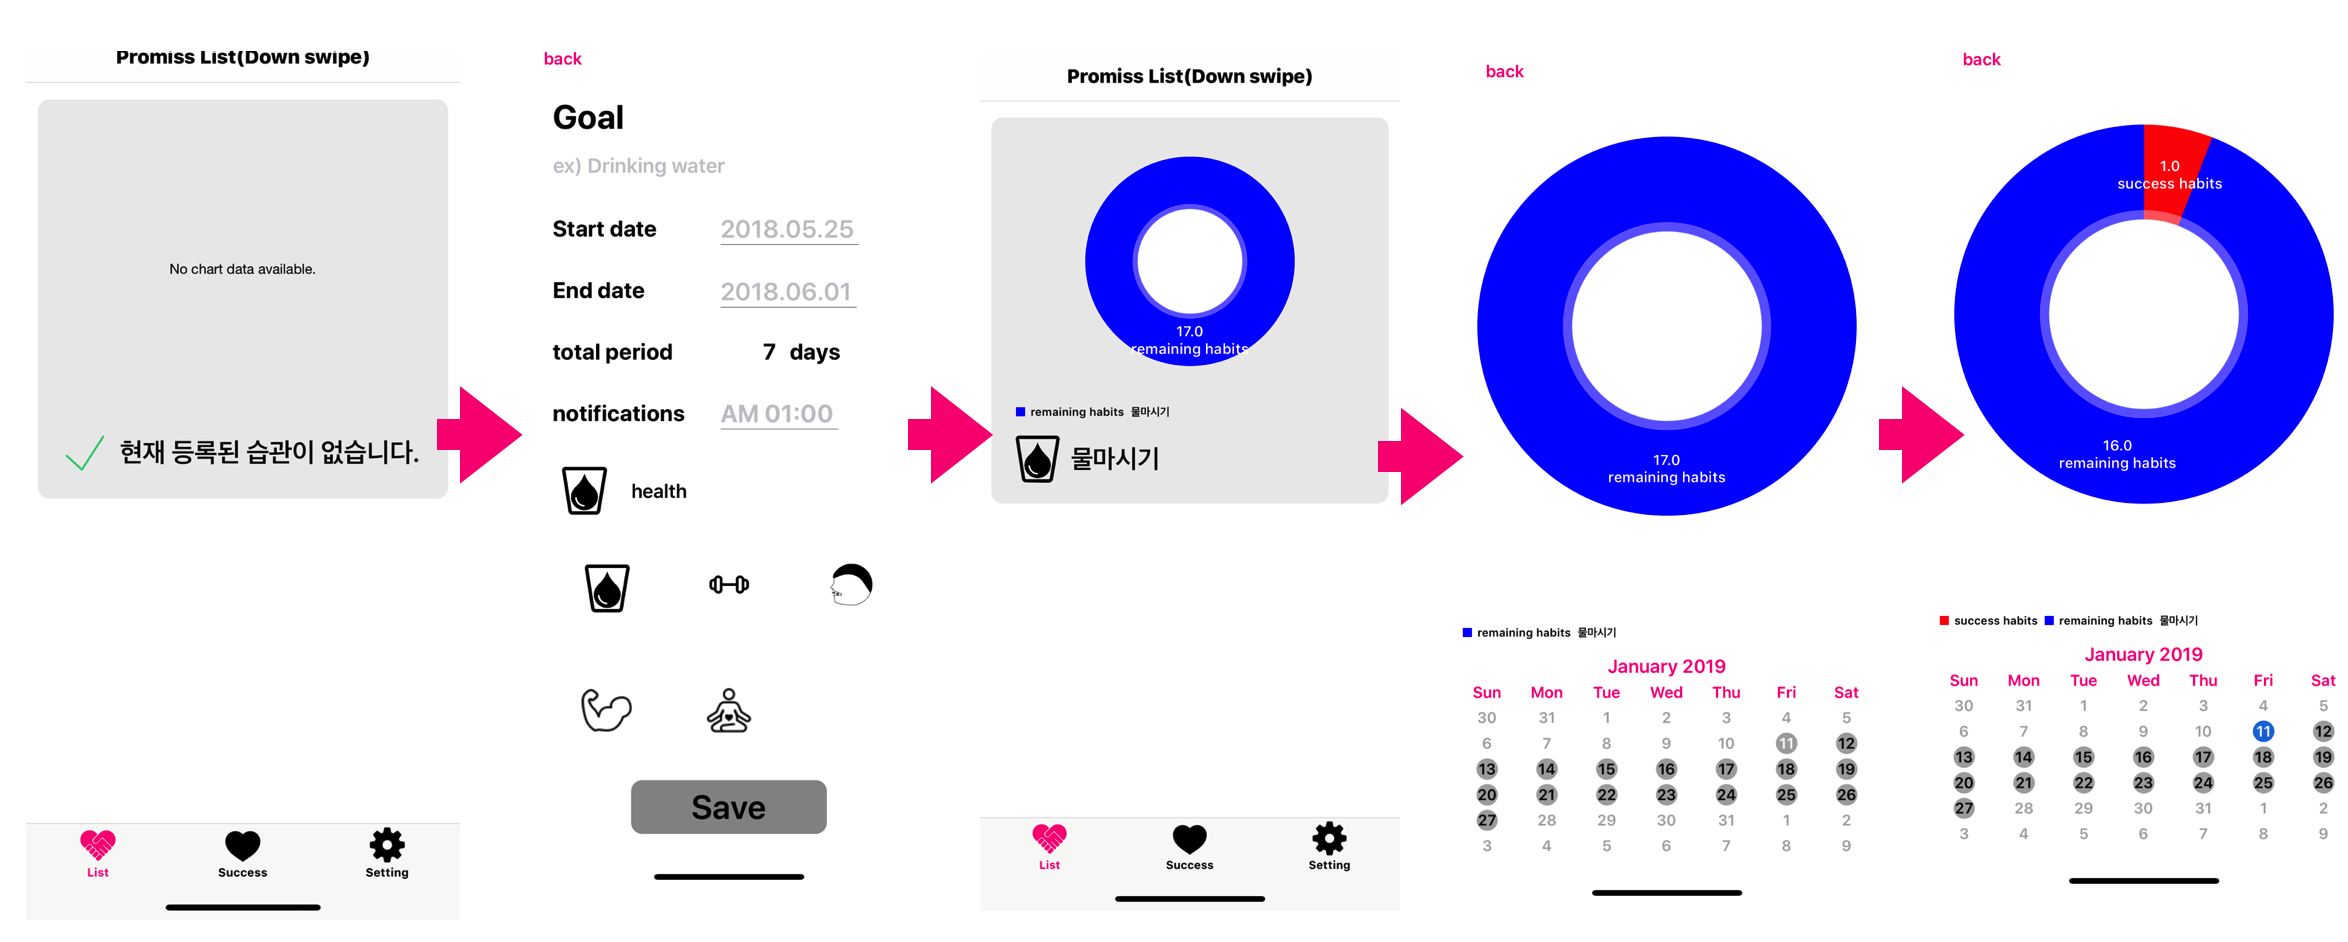 Promiss List(Down swipe)
No chart data available.
현재 등록된 습관이 없습니다.
List Success Setting
back
Goal
ex) Drinking water
Start date 2018.05.25
End date 2018.06.01
total period 7 days
notifications AM 01:00
health
Save
Promiss List(Down swipe)
17.0
remaining habits
remaining habits 물마시기
물마시기
List Success Setting
back
17.0
remaining habits
remaining habits 물마시기
January 2019
Sun Mon Tue Wed Thu Fri Sat
30 31 1 2 3 4 5
6 7 8 9 10 11 12
13 14 15 16 17 18 19
20 21 22 23 24 25 26
27 28 29 30 31 1 2
3 4 5 6 7 8 9
back
1.0
success habits
16.0
remaining habits
success habits remaining habits 물마시기
January 2019
Sun Mon Tue Wed Thu Fri Sat
30 31 1 2 3 4 5
6 7 8 9 10 11 12
13 14 15 16 17 18 19
20 21 22 23 24 25 26
27 28 29 30 31 1 2
3 4 5 6 7 8 9